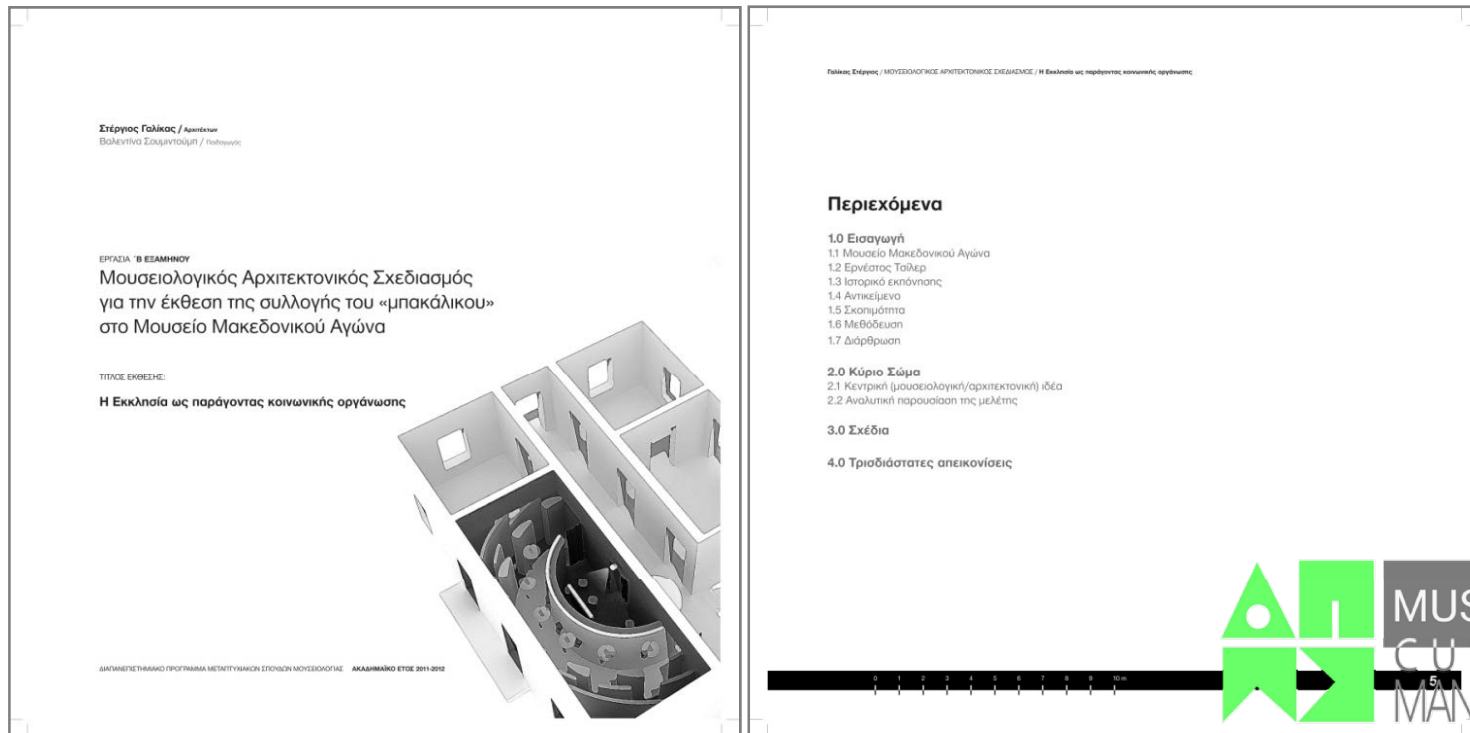 Στέργιος Γαλίκας / Αρχιτέκτων
Βαλεντίνα Σουμιντούμπ / Παιδαγωγός
ΕΡΓΑΣΙΑ ΄Β ΕΞΑΜΗΝΟΥ
Μουσειολογικός Αρχιτεκτονικός Σχεδιασμός
για την έκθεση της συλλογής του «μπακάλικου»
στο Μουσείο Μακεδονικού Αγώνα
ΤΙΤΛΟΣ ΕΚΘΕΣΗΣ:
Η Εκκλησία ως παράγοντας κοινωνικής οργάνωσης
ΔΙΑΠΑΝΕΠΙΣΤΗΜΙΑΚΟ ΠΡΟΓΡΑΜΜΑ ΜΕΤΑΠΤΥΧΙΑΚΩΝ ΣΠΟΥΔΩΝ ΜΟΥΣΕΙΟΛΟΓΙΑΣ ΑΚΑΔΗΜΑΪΚΟ ΕΤΟΣ 2011-2012
Γαλίκας Στέργιος / ΜΟΥΣΕΙΟΛΟΓΙΚΟΣ ΑΡΧΙΤΕΚΤΟΝΙΚΟΣ ΣΧΕΔΙΑΣΜΟΣ / Η Εκκλησία ως παράγοντας κοινωνικής οργάνωσης
Περιεχόμενα
1.0 Εισαγωγή
1.1 Μουσείο Μακεδονικού Αγώνα
1.2 Ερνέστος Τσίλερ
1.3 Ιστορικό εκπόνησης
1.4 Αντικείμενο
1.5 Σκοπιμότητα
1.6 Μεθόδευση
1.7 Διάρθρωση
2.0 Κύριο Σώμα
2.1 Κεντρική (μουσειολογική/αρχιτεκτονική) ιδέα
2.2 Αναλυτική παρουσίαση της μελέτης
3.0 Σχέδια
4.0 Τρισδιάστατες απεικονίσεις
0 1 2 3 4 5 6 7 8 9 10 m
5
MUS
CU
MAN